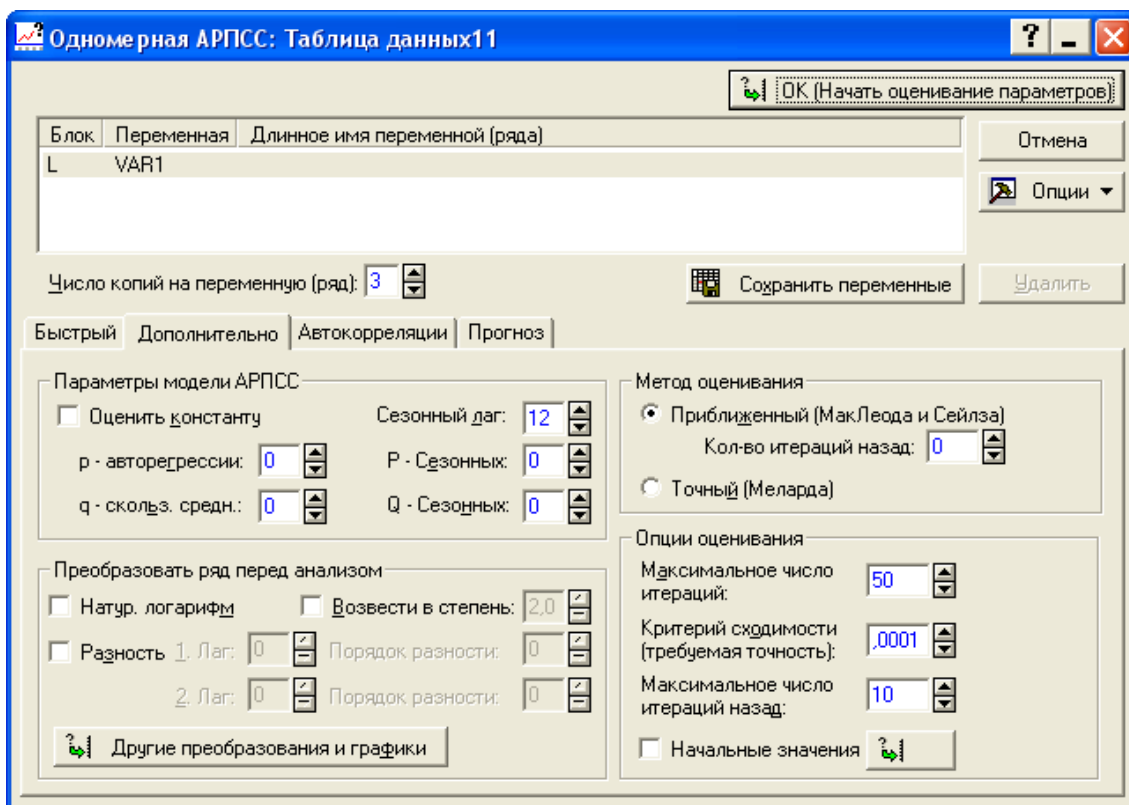 Одномерная АРПСС: Таблица данных11
OK (Начать оценивание параметров)
Блок Переменная Длинное имя переменной (ряда)
L VAR1
Отмена
Опции
Число копий на переменную (ряд): 3
Сохранить переменные
Удалить
Быстрый Дополнительно Автокорреляции Прогноз
Параметры модели АРПСС
Оценить константу Сезонный лаг: 12
p - авторегрессии: 0 P - Сезонных: 0
q - скольз. средн.: 0 Q - Сезонных: 0
Преобразовать ряд перед анализом
Натур. логарифм Возвести в степень: 2,0
Разность 1. Лаг: 0 Порядок разности: 0
2. Лаг: 0 Порядок разности: 0
Другие преобразования и графики
Метод оценивания
Приближенный (МакЛеода и Сейлза)
Кол-во итераций назад: 0
Точный (Меларда)
Опции оценивания
Максимальное число
итераций: 50
Критерий сходимости
(требуемая точность): ,0001
Максимальное число
итераций назад: 10
Начальные значения